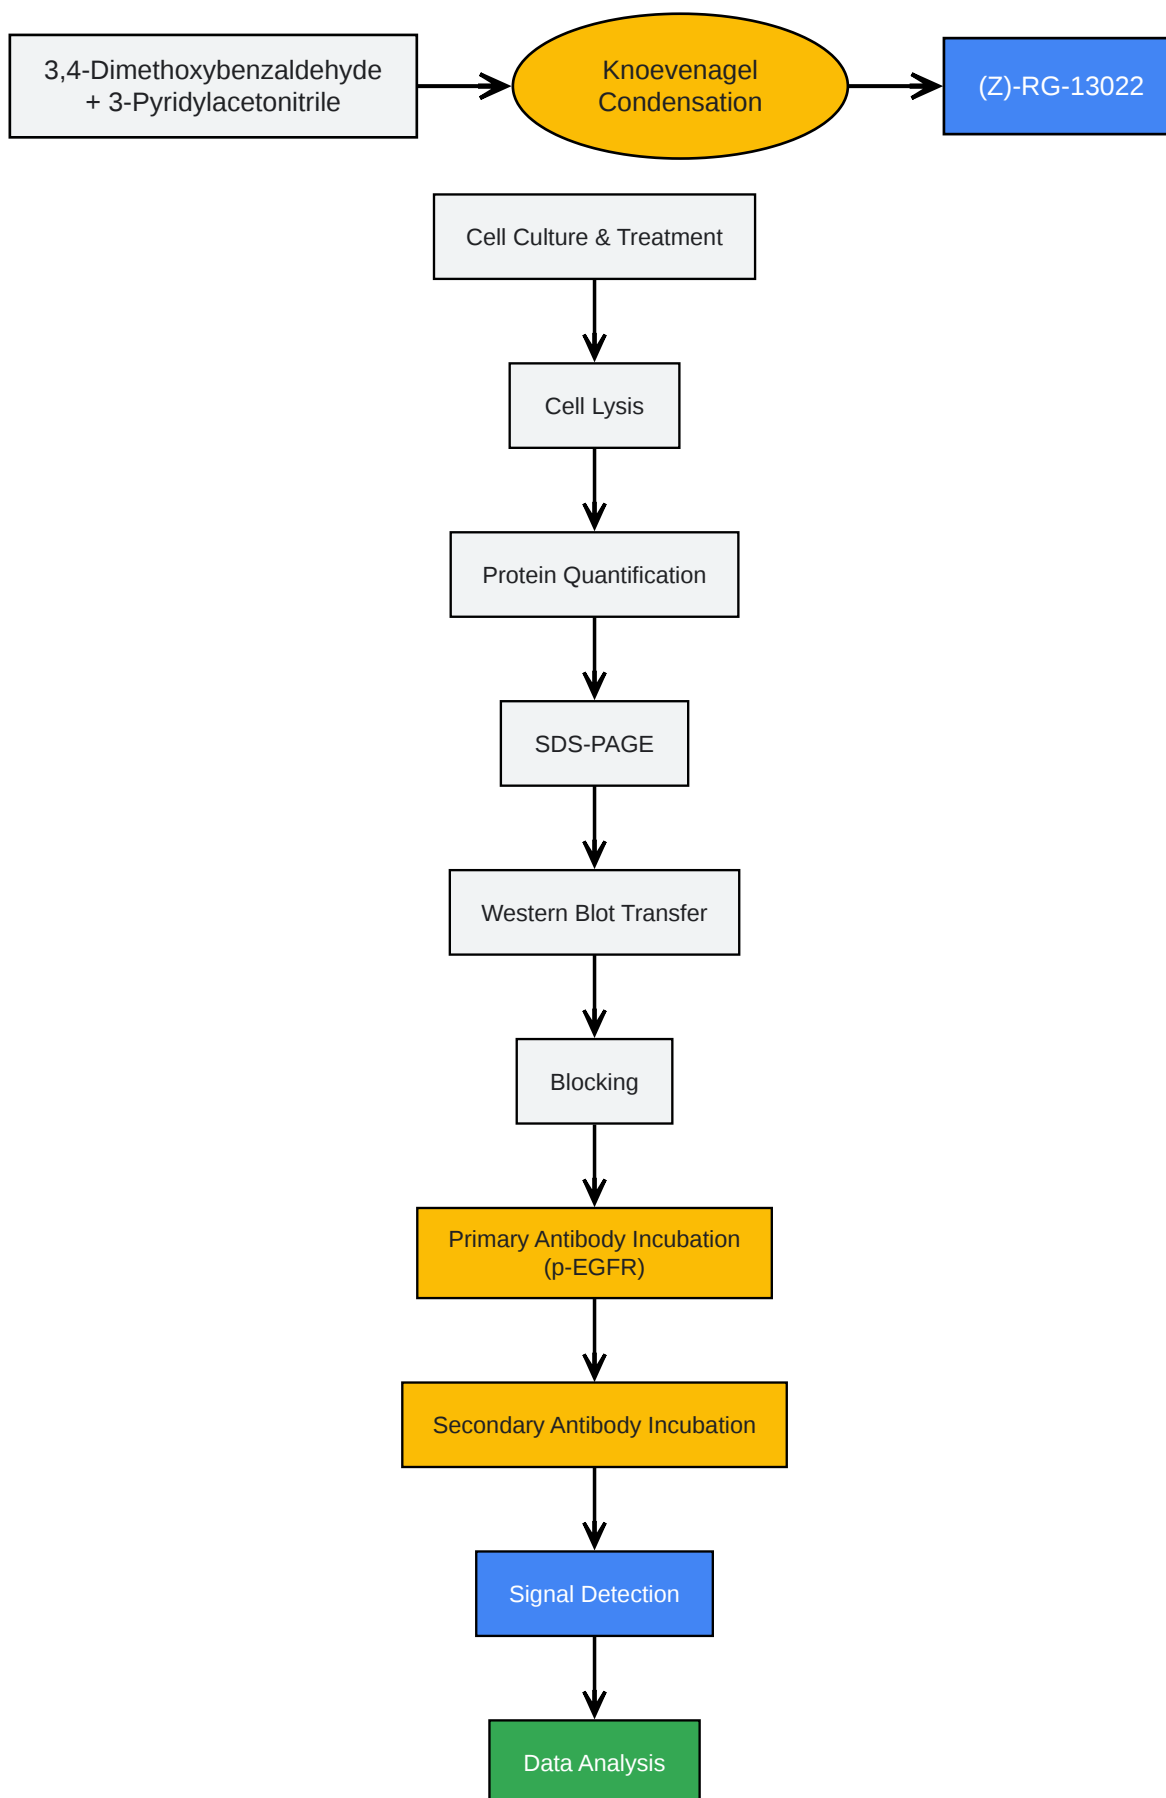 3,4-Dimethoxybenzaldehyde
+ 3-Pyridylacetonitrile
Knoevenagel
Condensation
(Z)-RG-13022
Cell Culture & Treatment
Cell Lysis
Protein Quantification
SDS-PAGE
Western Blot Transfer
Blocking
Primary Antibody Incubation
(p-EGFR)
Secondary Antibody Incubation
Signal Detection
Data Analysis